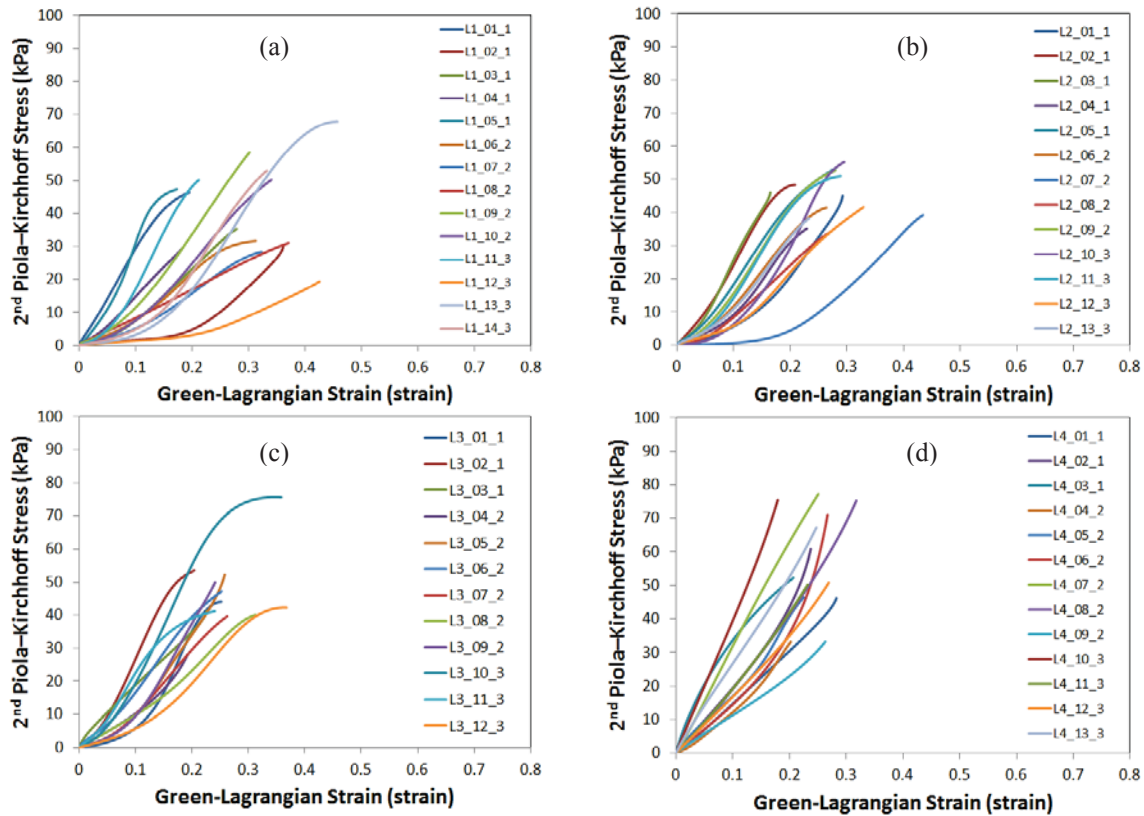 (a)
2nd Piola–Kirchhoff Stress (kPa)
100
90
80
70
60
50
40
30
20
10
0
0
0.1
0.2
0.3
0.4
0.5
0.6
0.7
0.8
Green-Lagrangian Strain (strain)
L1_01_1
L1_02_1
L1_03_1
L1_04_1
L1_05_1
L1_06_2
L1_07_2
L1_08_2
L1_09_2
L1_10_2
L1_11_3
L1_12_3
L1_13_3
L1_14_3
(b)
2nd Piola–Kirchhoff Stress (kPa)
100
90
80
70
60
50
40
30
20
10
0
0
0.1
0.2
0.3
0.4
0.5
0.6
0.7
0.8
Green-Lagrangian Strain (strain)
L2_01_1
L2_02_1
L2_03_1
L2_04_1
L2_05_1
L2_06_2
L2_07_2
L2_08_2
L2_09_2
L2_10_3
L2_11_3
L2_12_3
L2_13_3
(c)
2nd Piola–Kirchhoff Stress (kPa)
100
90
80
70
60
50
40
30
20
10
0
0
0.1
0.2
0.3
0.4
0.5
0.6
0.7
0.8
Green-Lagrangian Strain (strain)
L3_01_1
L3_02_1
L3_03_1
L3_04_2
L3_05_2
L3_06_2
L3_07_2
L3_08_2
L3_09_2
L3_10_3
L3_11_3
L3_12_3
(d)
2nd Piola–Kirchhoff Stress (kPa)
100
90
80
70
60
50
40
30
20
10
0
0
0.1
0.2
0.3
0.4
0.5
0.6
0.7
0.8
Green-Lagrangian Strain (strain)
L4_01_1
L4_02_1
L4_03_1
L4_04_2
L4_05_2
L4_06_2
L4_07_2
L4_08_2
L4_09_2
L4_10_3
L4_11_3
L4_12_3
L4_13_3